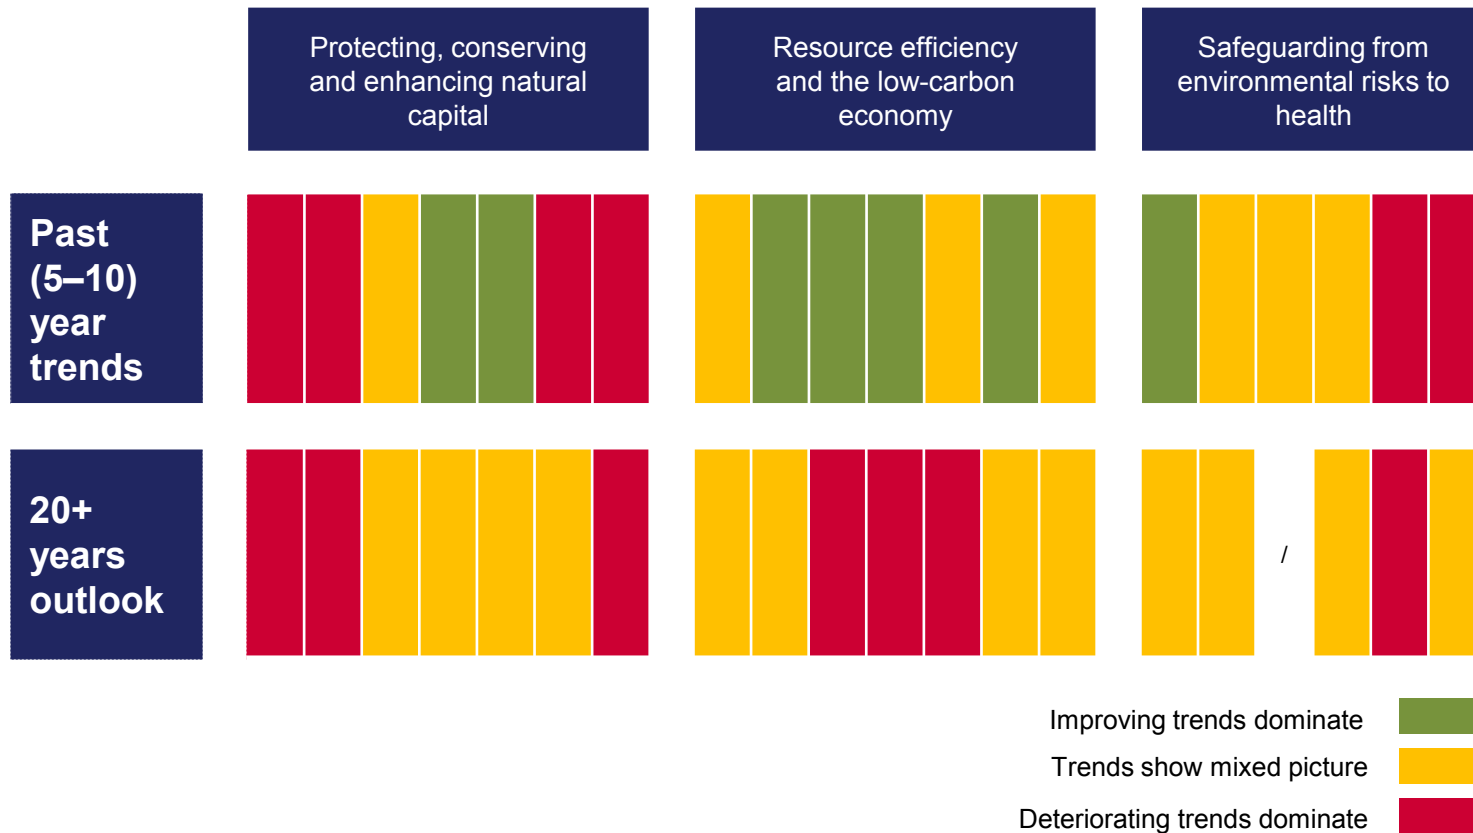 Protecting, conserving
and enhancing natural
capital
Resource efficiency
and the low-carbon
economy
Safeguarding from
environmental risks to
health
Past
(5–10)
year
trends
20+
years
outlook
/
Improving trends dominate
Trends show mixed picture
Deteriorating trends dominate